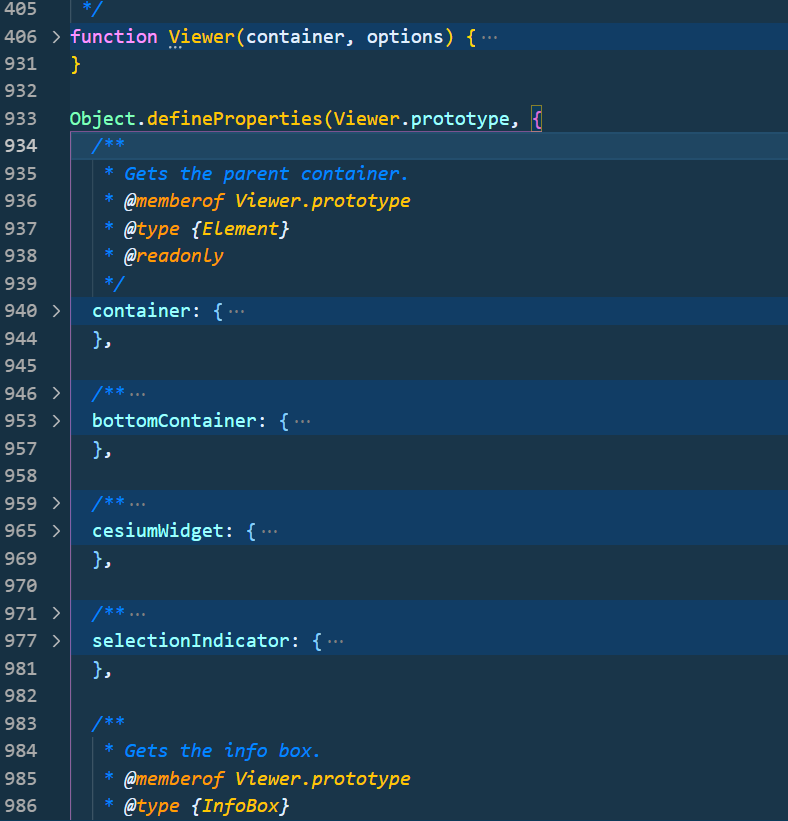 405 */
406 > function Viewer(container, options) { ···
931 }
932
933 Object.defineProperties(Viewer.prototype, {
934 /**
935 * Gets the parent container.
936 * @memberof Viewer.prototype
937 * @type {Element}
938 * @readonly
939 */
940 > container: { ···
944 },
945
946 > /** ···
953 > bottomContainer: { ···
957 },
958
959 > /** ···
965 > cesiumWidget: { ···
969 },
970
971 > /** ···
977 > selectionIndicator: { ···
981 },
982
983 /**
984 * Gets the info box.
985 * @memberof Viewer.prototype
986 * @type {InfoBox}